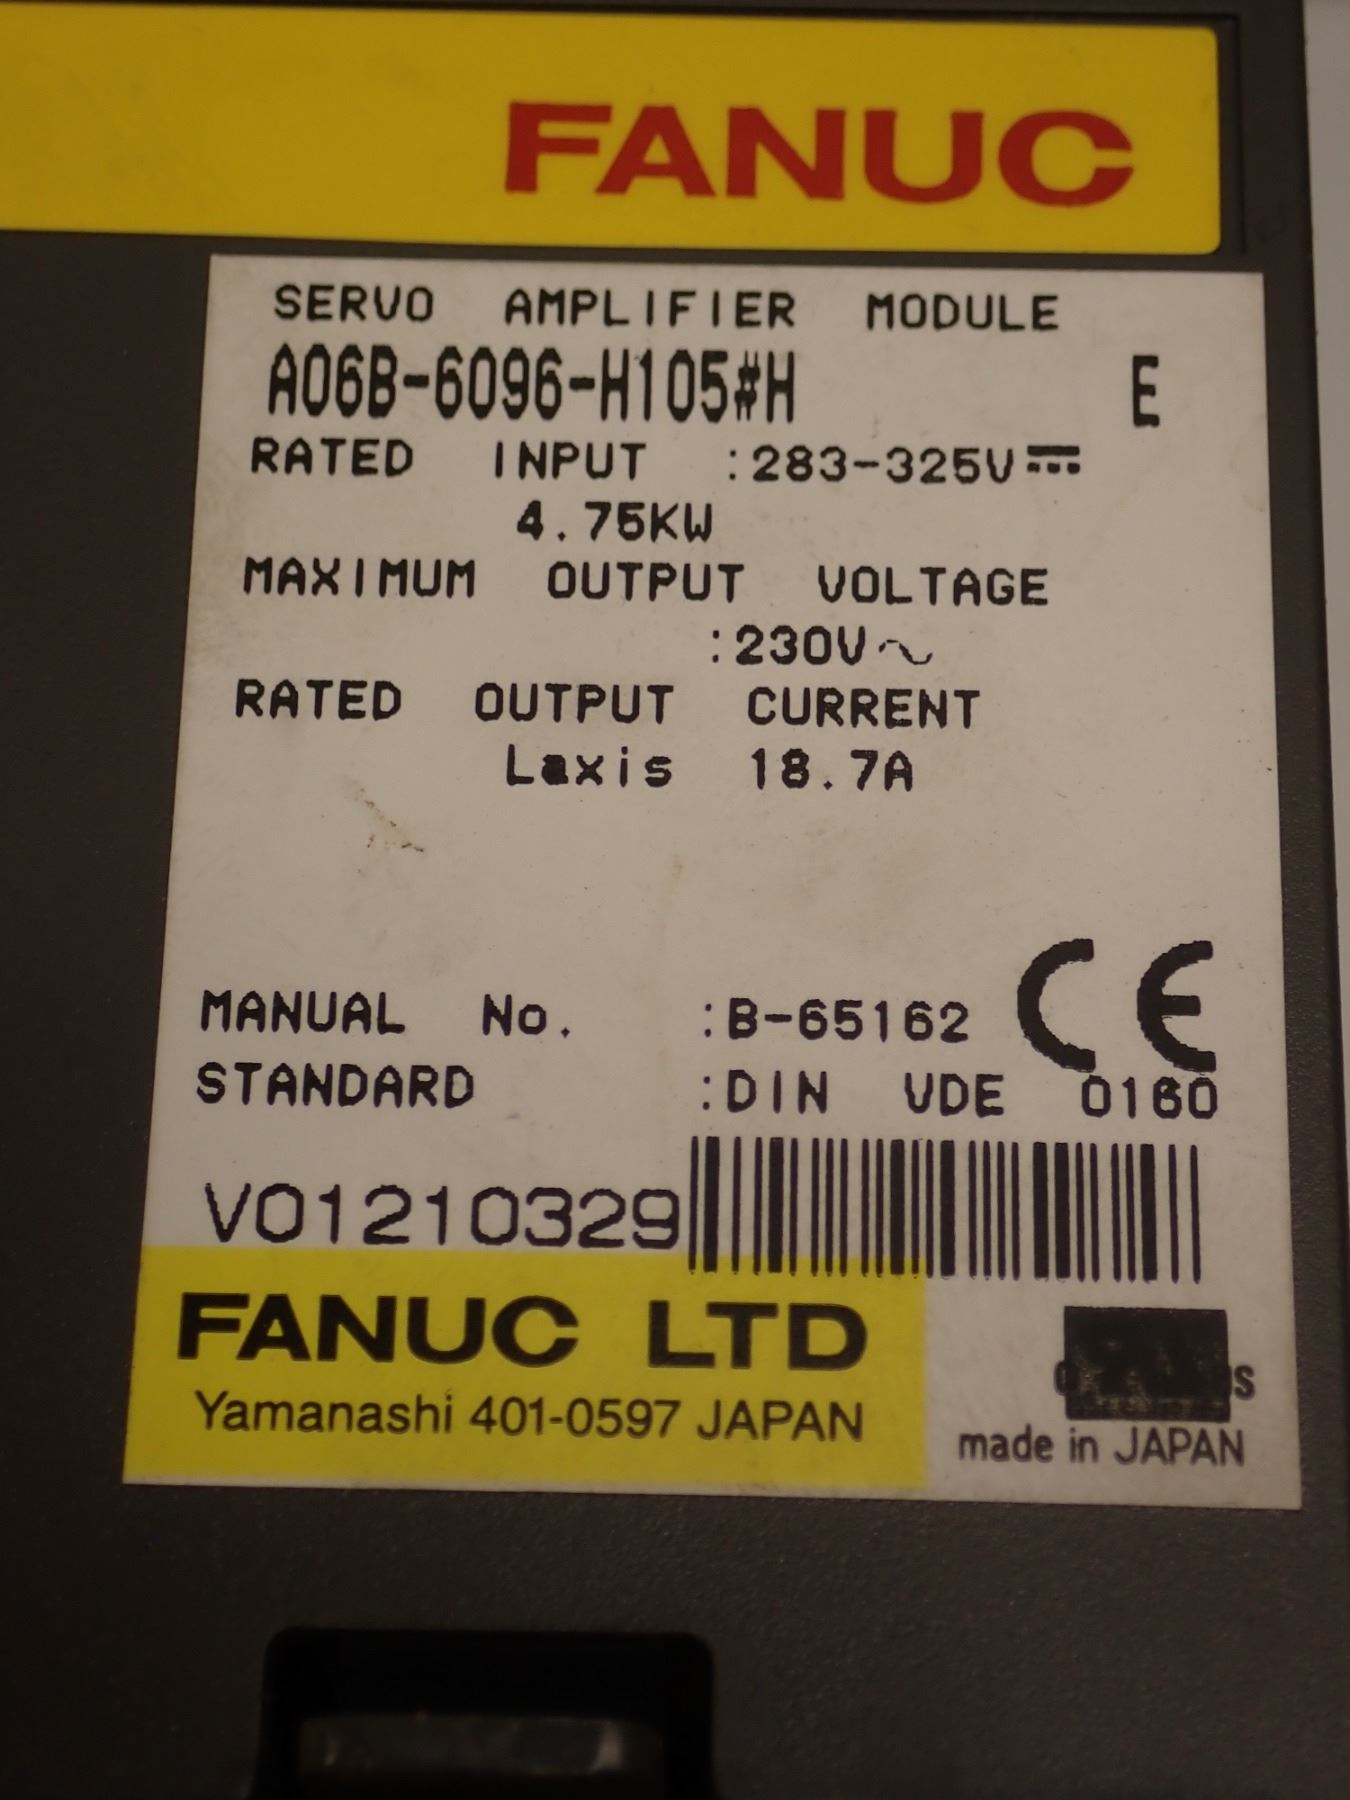 FANUC
SERVO AMPLIFIER MODULE
A06B-6096-H105#H E
RATED INPUT :283-325V⎓
4.75KW
MAXIMUM OUTPUT VOLTAGE
:230V~
RATED OUTPUT CURRENT
Laxis 18.7A
MANUAL No. :B-65162 CE
STANDARD :DIN VDE 0160
V01210329
FANUC LTD
Yamanashi 401-0597 JAPAN
made in JAPAN